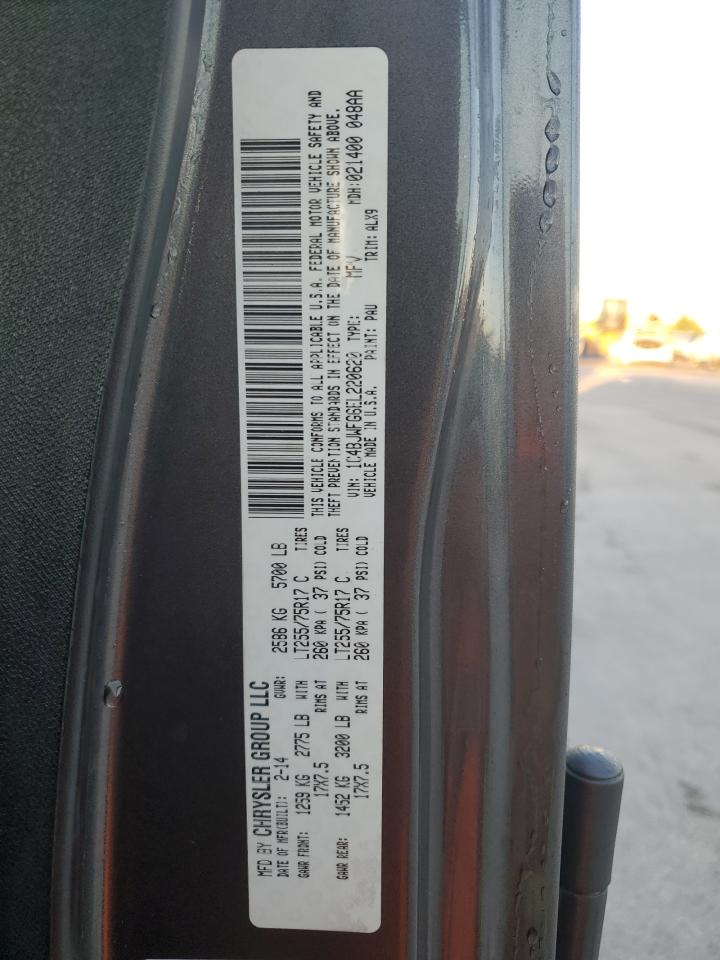 MFD BY CHRYSLER GROUP LLC
DATE OF MFR(BUILT): 2-14 GVWR: 2586 KG 5700 LB
GAWR FRONT: 1259 KG 2775 LB WITH LT255/75R17 C TIRES
17X7.5 RIMS AT 260 KPA ( 37 PSI) COLD
GAWR REAR: 1452 KG 3200 LB WITH LT255/75R17 C TIRES
17X7.5 RIMS AT 260 KPA ( 37 PSI) COLD
THIS VEHICLE CONFORMS TO ALL APPLICABLE U.S.A. FEDERAL MOTOR VEHICLE SAFETY AND
THEFT PREVENTION STANDARDS IN EFFECT ON THE DATE OF MANUFACTURE SHOWN ABOVE.
VIN: 1C4BJWFG6EL220620 TYPE: MPV MDH:021400 048AA
VEHICLE MADE IN U.S.A. PAINT: PAU TRIM: ALX9